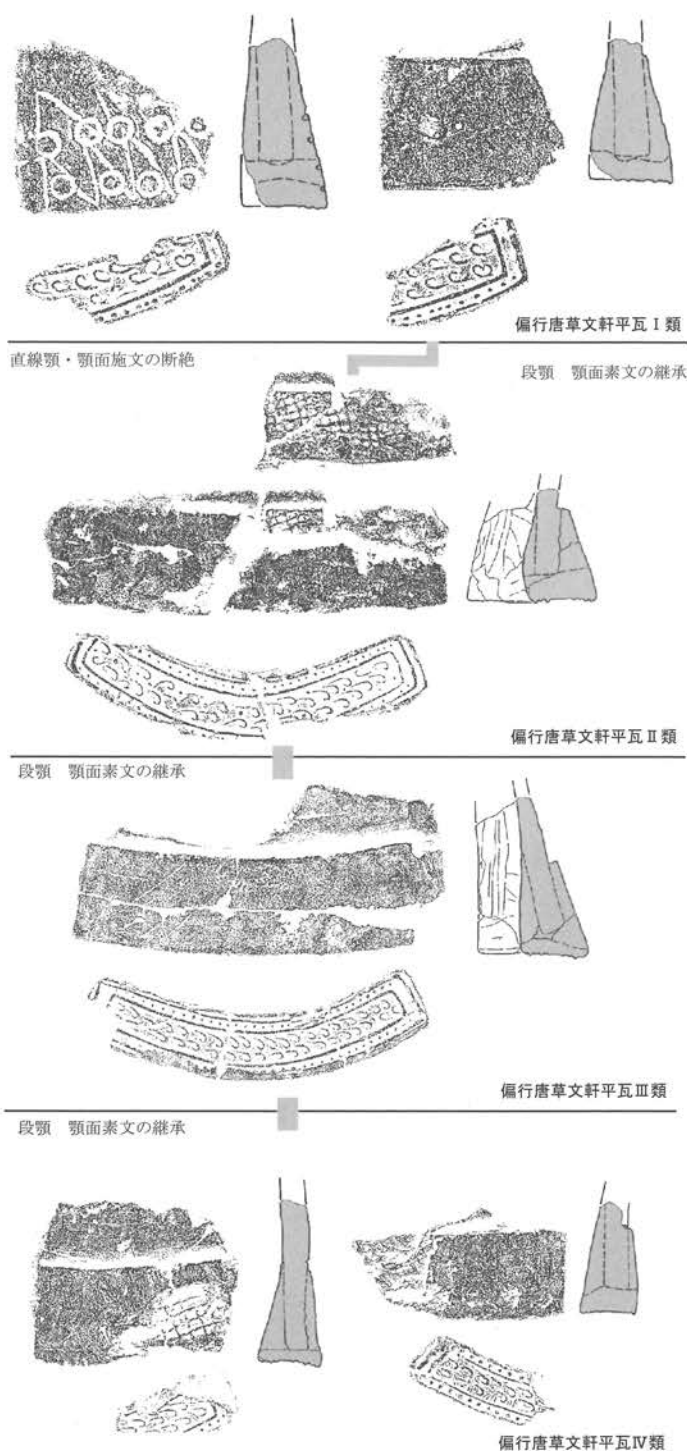 偏行唐草文軒平瓦Ⅰ類
直線顎・顎面施文の断絶
段顎 顎面素文の継承
偏行唐草文軒平瓦Ⅱ類
段顎 顎面素文の継承
偏行唐草文軒平瓦Ⅲ類
段顎 顎面素文の継承
偏行唐草文軒平瓦Ⅳ類